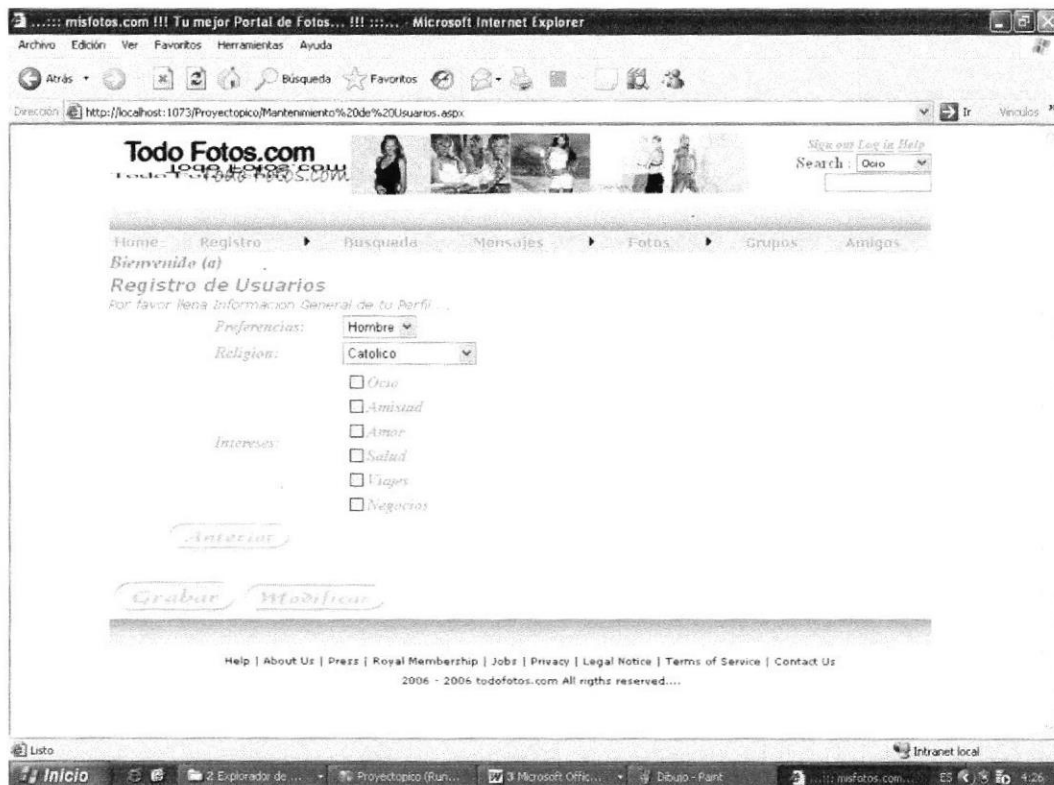 ...::: misfotos.com !!! Tu mejor Portal de Fotos... !!! :::... - Microsoft Internet Explorer
Archivo Edición Ver Favoritos Herramientas Ayuda
Atrás Búsqueda Favoritos
Dirección http://localhost:1073/Proyectopico/Mantenimiento%20de%20Usuarios.aspx Ir Vínculos
Todo Fotos.com
Sign out Log in Help
Search : Ocio
Home Registro Busqueda Mensajes Fotos Grupos Amigos
Bienvenido (a)
Registro de Usuarios
Por favor llena Informacion General de tu Perfil ...
Preferencias: Hombre
Religion: Catolico
Ocio
Amistad
Amor
Intereses:
Salud
Viajes
Negocios
Anterior
Grabar Modificar
Help | About Us | Press | Royal Membership | Jobs | Privacy | Legal Notice | Terms of Service | Contact Us
2006 - 2006 todofotos.com All rigths reserved....
Listo Intranet local
Inicio 2 Explorador de ... Proyectopico (Run... 3 Microsoft Offic... Dibujo - Paint ...::: misfotos.com... ES 4:26